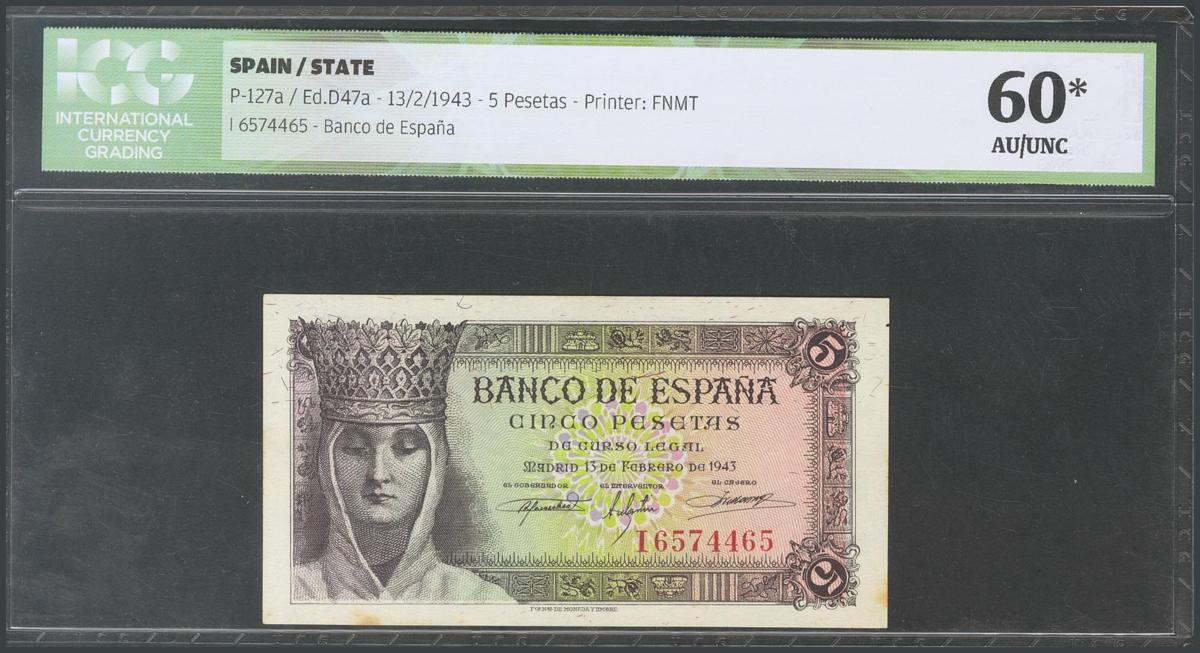 ICG
INTERNATIONAL
CURRENCY
GRADING
SPAIN / STATE
P-127a / Ed.D47a - 13/2/1943 - 5 Pesetas - Printer: FNMT
I 6574465 - Banco de España
60*
AU/UNC
5
BANCO DE ESPAÑA
CINCO PESETAS
DE CURSO LEGAL
MADRID 13 DE FEBRERO DE 1943
EL GOBERNADOR EL INTERVENTOR EL CAJERO
I6574465
5